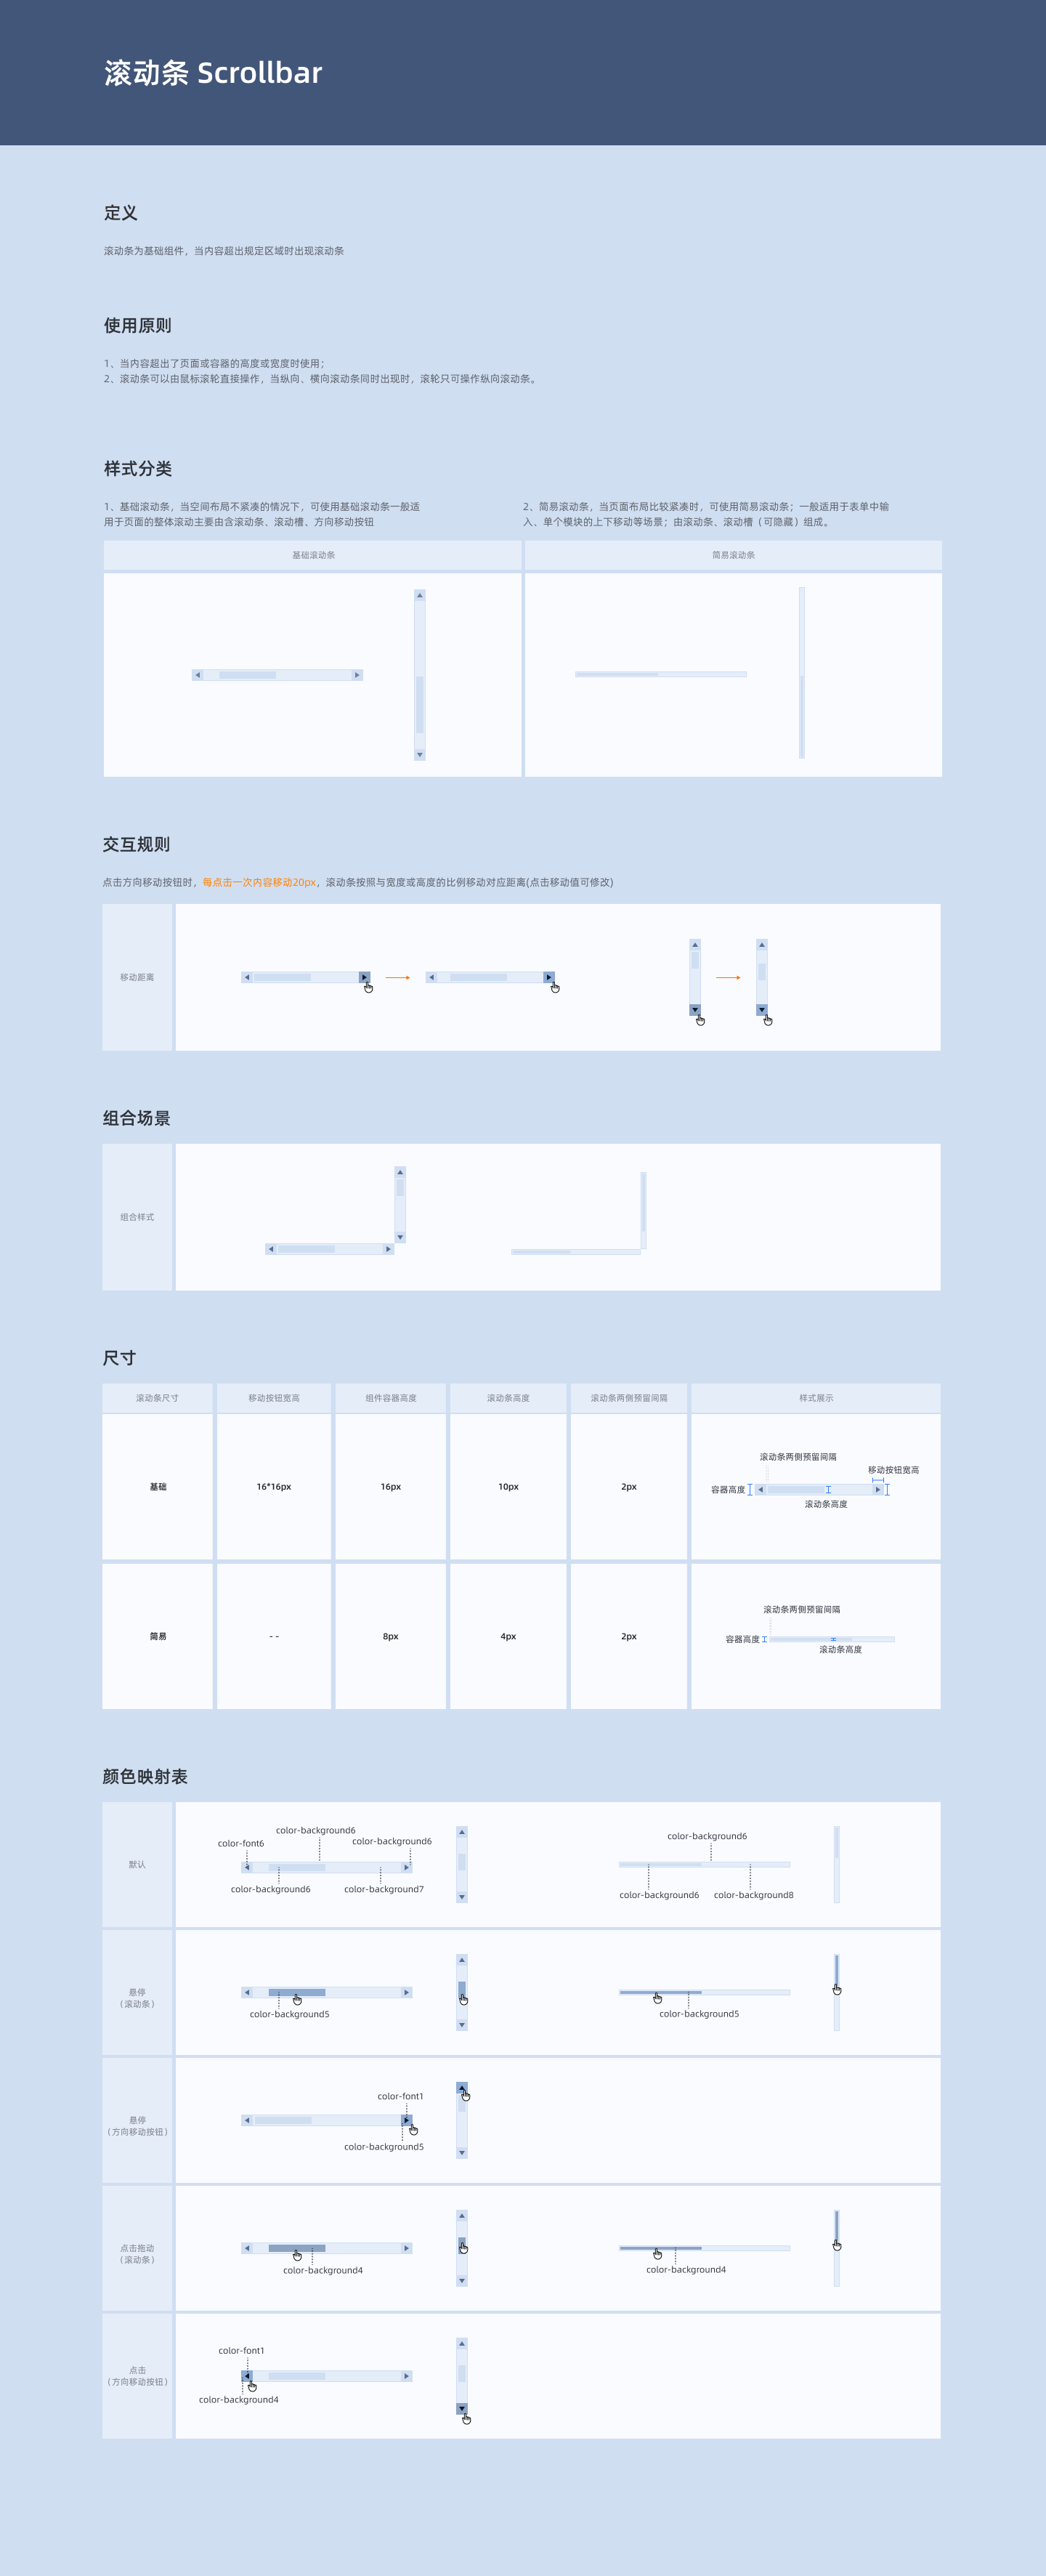 滚动条 Scrollbar
定义
滚动条为基础组件，当内容超出规定区域时出现滚动条
使用原则
1、当内容超出了页面或容器的高度或宽度时使用；
2、滚动条可以由鼠标滚轮直接操作，当纵向、横向滚动条同时出现时，滚轮只可操作纵向滚动条。
样式分类
1、基础滚动条，当空间布局不紧凑的情况下，可使用基础滚动条一般适
用于页面的整体滚动主要由含滚动条、滚动槽、方向移动按钮
2、简易滚动条，当页面布局比较紧凑时，可使用简易滚动条；一般适用于表单中输
入、单个模块的上下移动等场景；由滚动条、滚动槽（可隐藏）组成。
基础滚动条
简易滚动条
交互规则
点击方向移动按钮时，每点击一次内容移动20px，滚动条按照与宽度或高度的比例移动对应距离(点击移动值可修改)
移动距离
组合场景
组合样式
尺寸
滚动条尺寸
移动按钮宽高
组件容器高度
滚动条高度
滚动条两侧预留间隔
样式展示
基础
16*16px
16px
10px
2px
滚动条两侧预留间隔
移动按钮宽高
容器高度
滚动条高度
简易
- -
8px
4px
2px
滚动条两侧预留间隔
容器高度
滚动条高度
颜色映射表
默认
color-background6
color-font6
color-background6
color-background6
color-background7
color-background6
color-background6
color-background8
悬停
（滚动条）
color-background5
color-background5
悬停
（方向移动按钮）
color-font1
color-background5
点击拖动
（滚动条）
color-background4
color-background4
点击
（方向移动按钮）
color-font1
color-background4